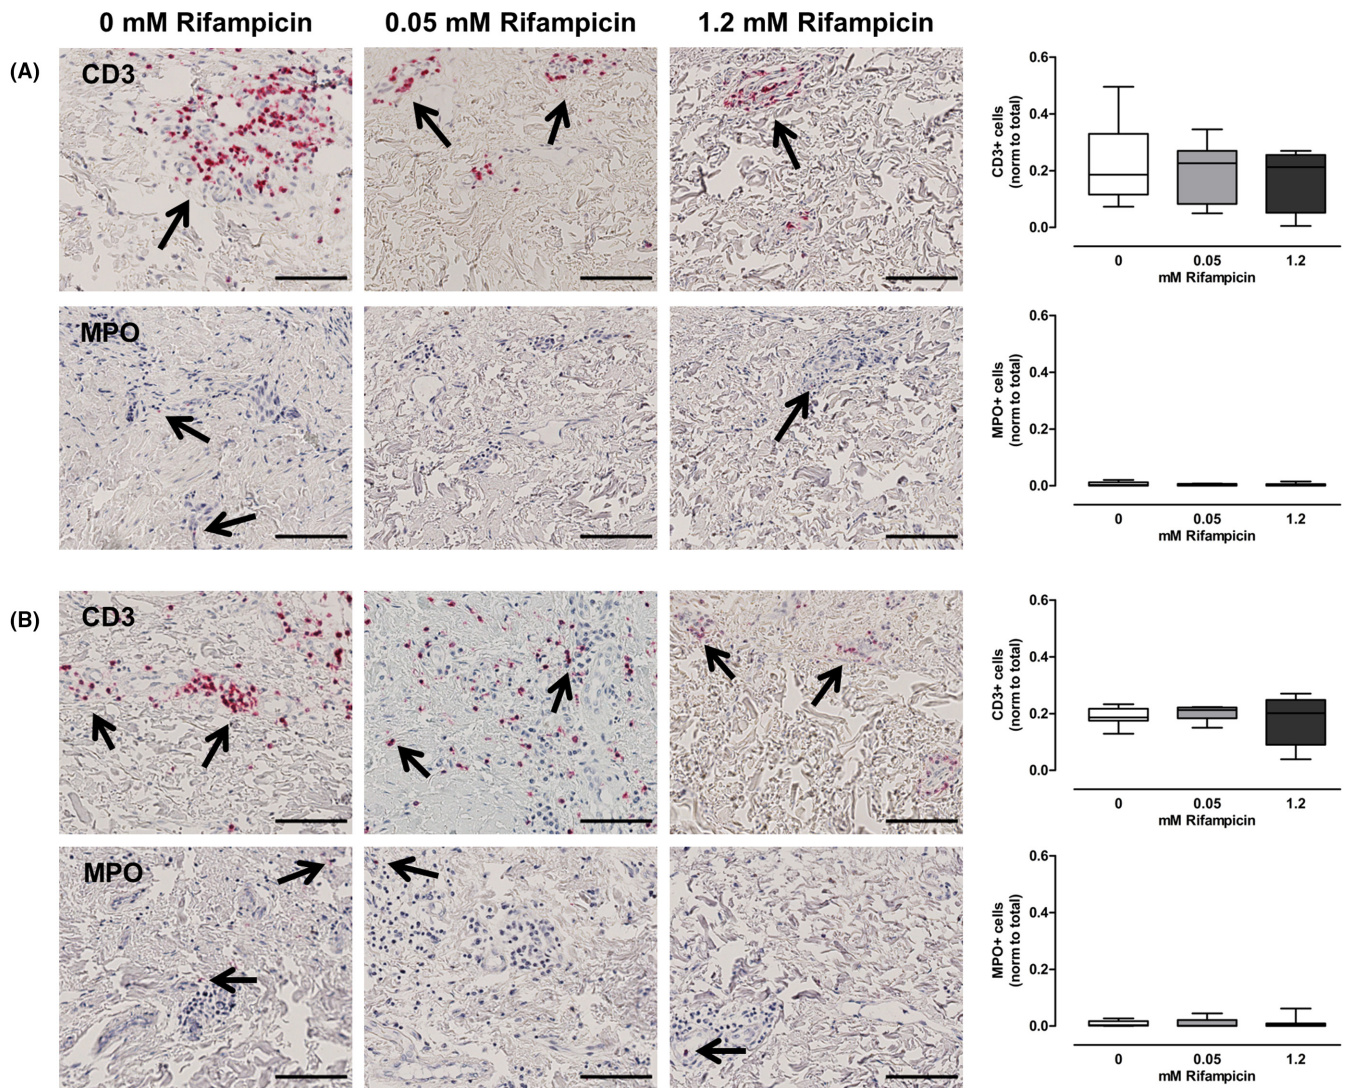 0 mM Rifampicin
0.05 mM Rifampicin
1.2 mM Rifampicin
(A)
CD3
CD3+ cells
(norm to total)
0.6
0.4
0.2
0.0
0
0.05
1.2
mM Rifampicin
MPO
MPO+ cells
(norm to total)
0.6
0.4
0.2
0.0
0
0.05
1.2
mM Rifampicin
(B)
CD3
CD3+ cells
(norm to total)
0.6
0.4
0.2
0.0
0
0.05
1.2
mM Rifampicin
MPO
MPO+ cells
(norm to total)
0.6
0.4
0.2
0.0
0
0.05
1.2
mM Rifampicin